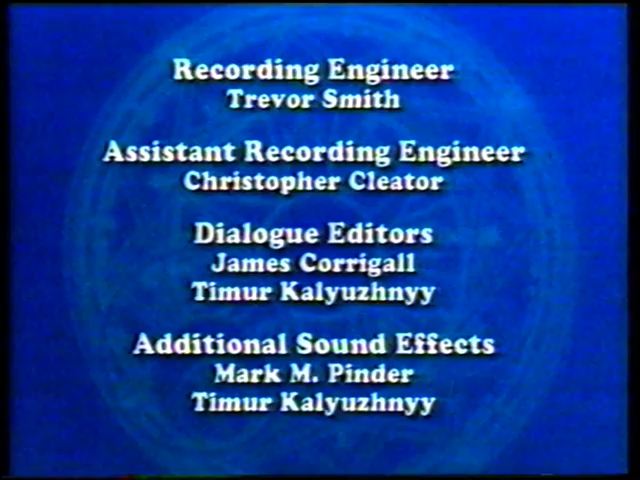 Recording Engineer
Trevor Smith
Assistant Recording Engineer
Christopher Cleator
Dialogue Editors
James Corrigall
Timur Kalyuzhnyy
Additional Sound Effects
Mark M. Pinder
Timur Kalyuzhnyy